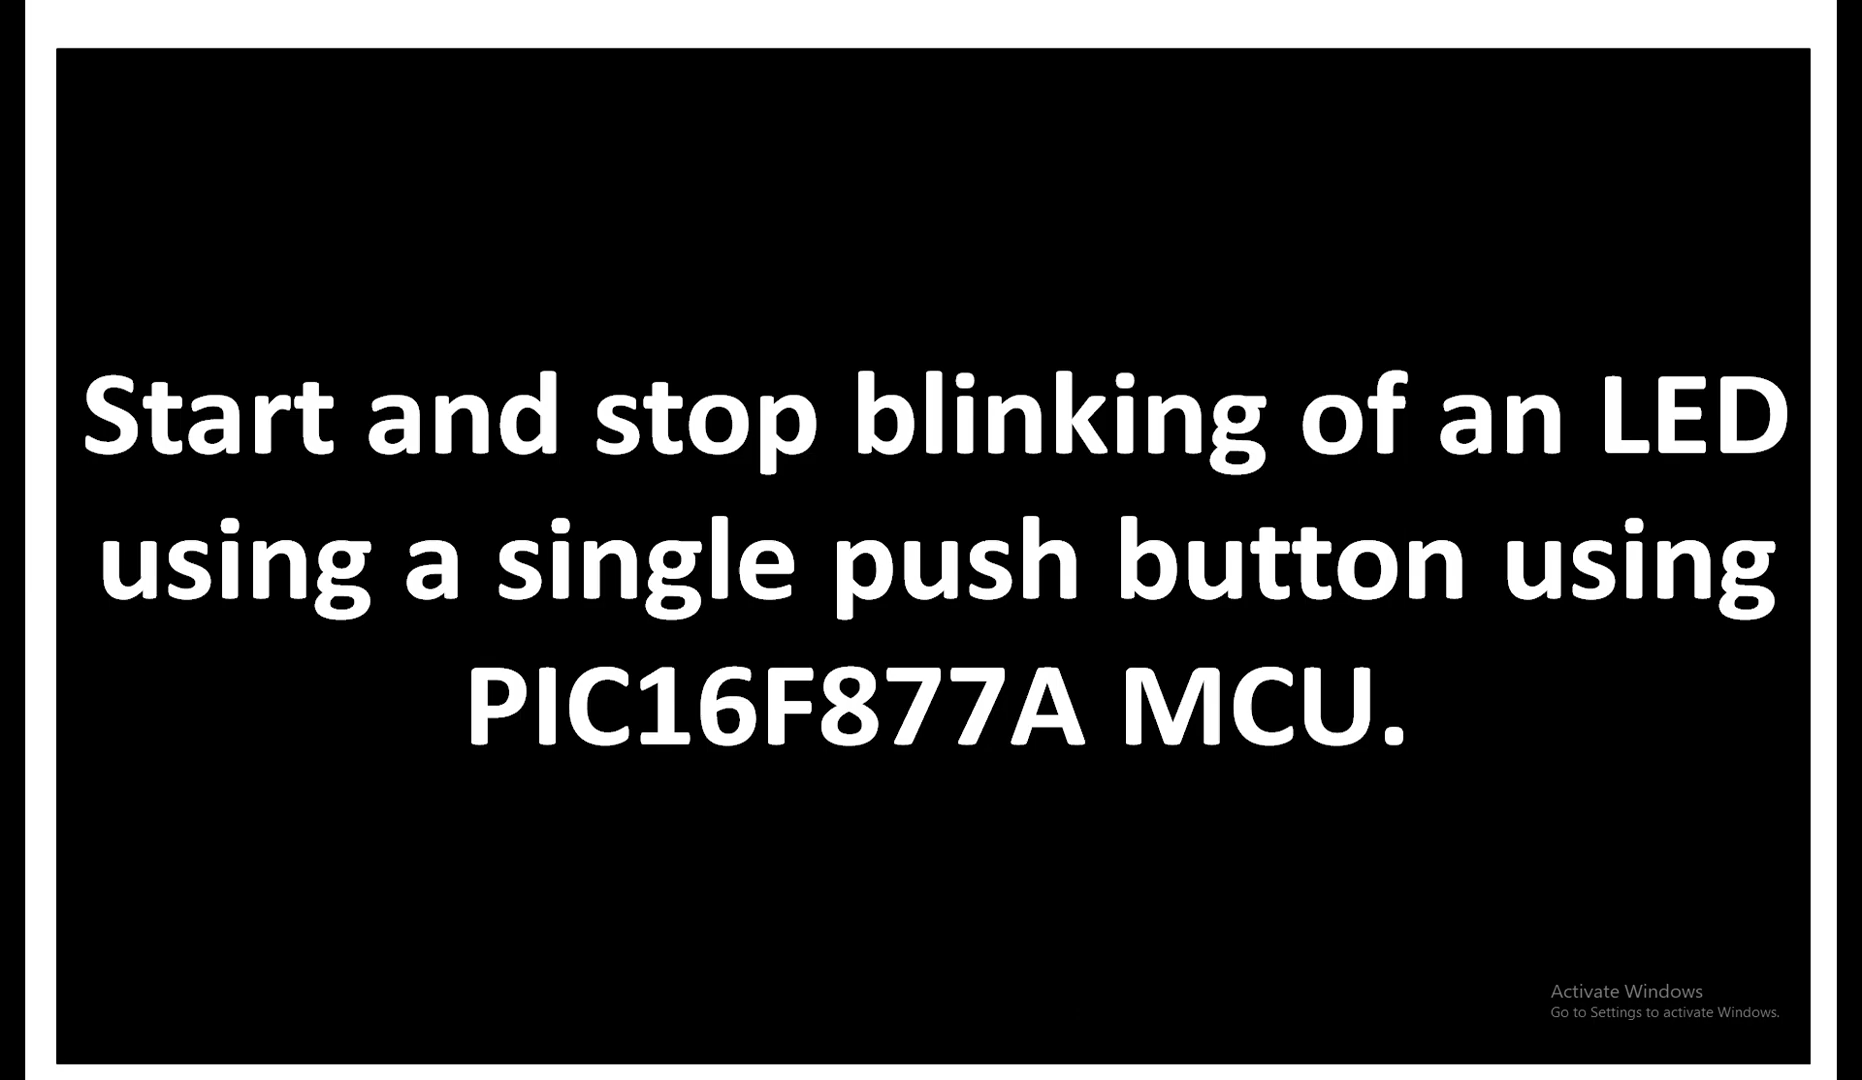 Start and stop blinking of an LED
using a single push button using
PIC16F877A MCU.
Activate Windows
Go to Settings to activate Windows.